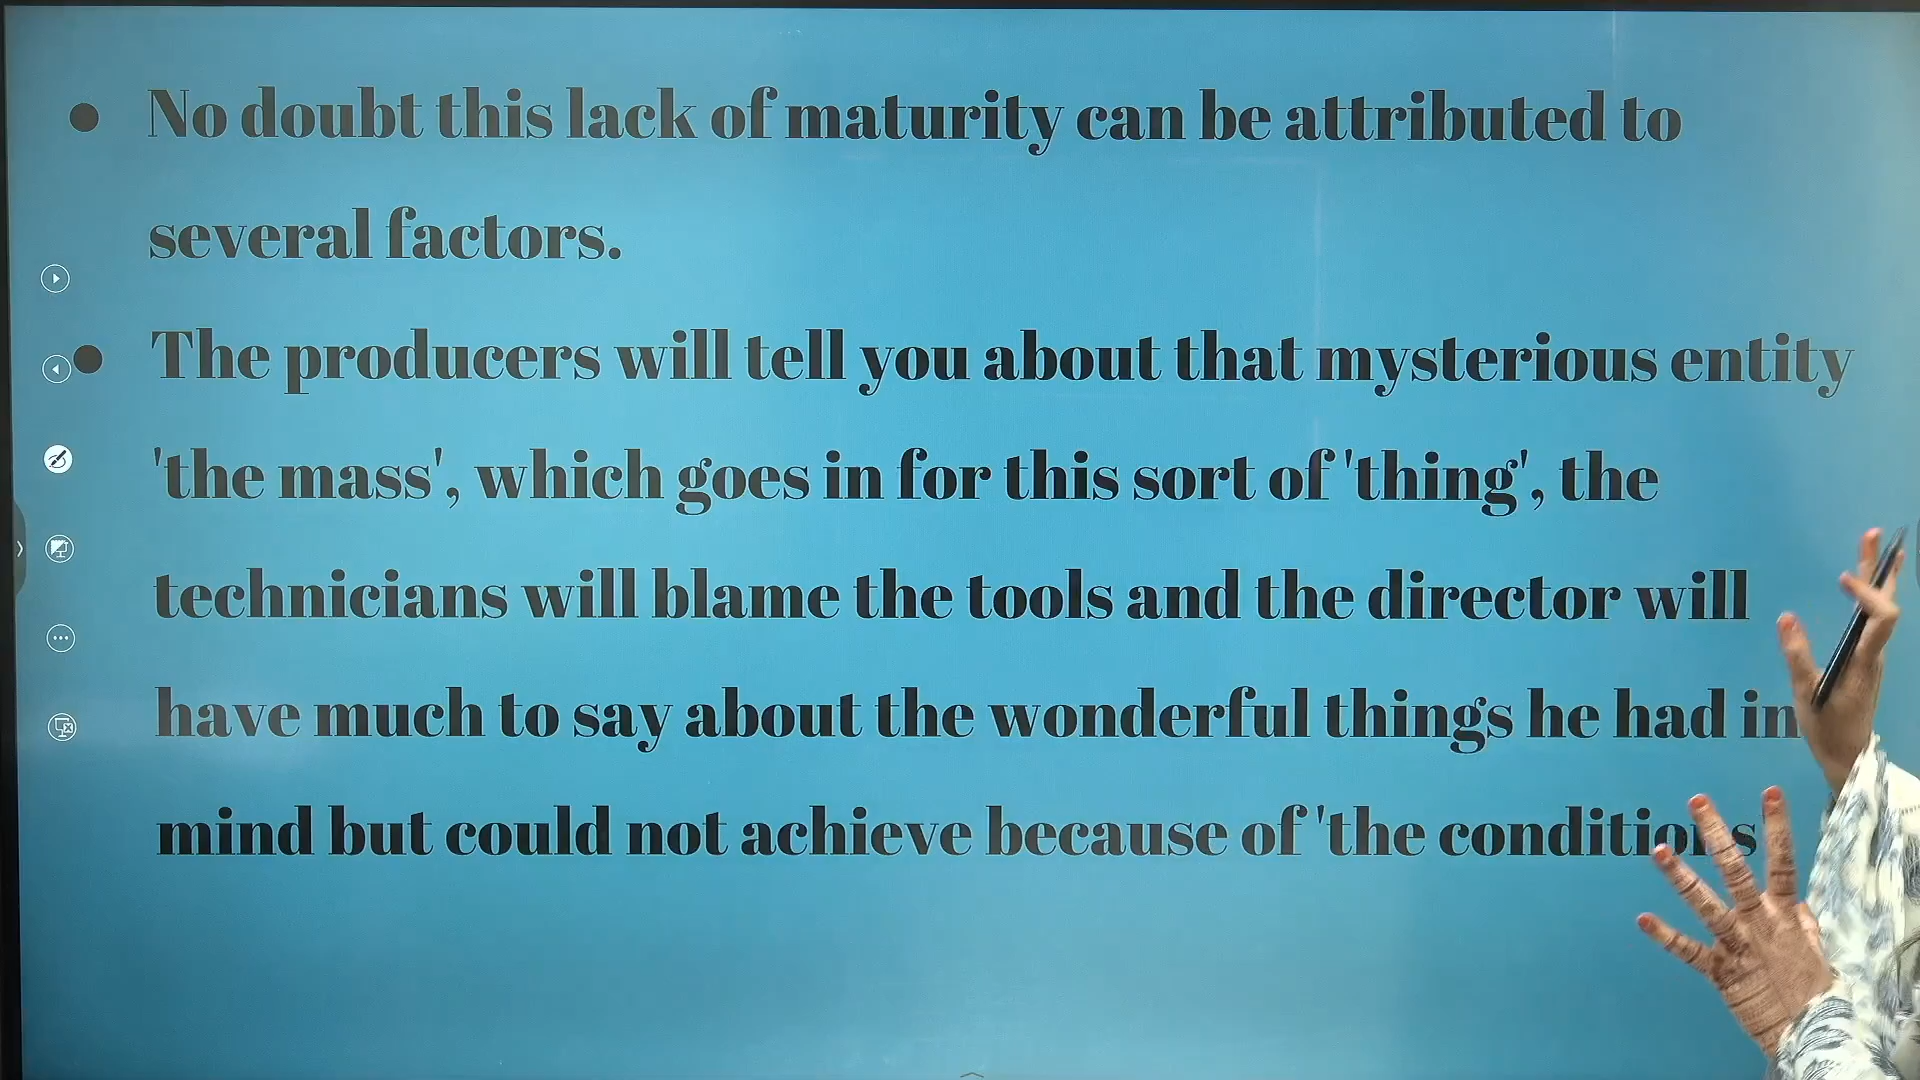 • No doubt this lack of maturity can be attributed to
several factors.
• The producers will tell you about that mysterious entity
'the mass', which goes in for this sort of 'thing', the
technicians will blame the tools and the director will
have much to say about the wonderful things he had in
mind but could not achieve because of 'the conditions'